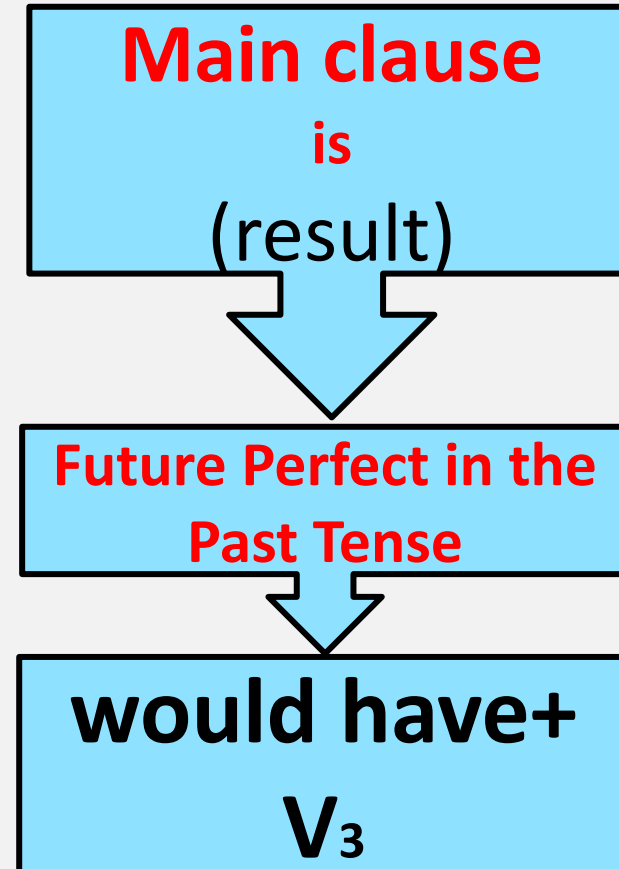 Main clause
is
(result)
Future Perfect in the
Past Tense
would have+
V₃